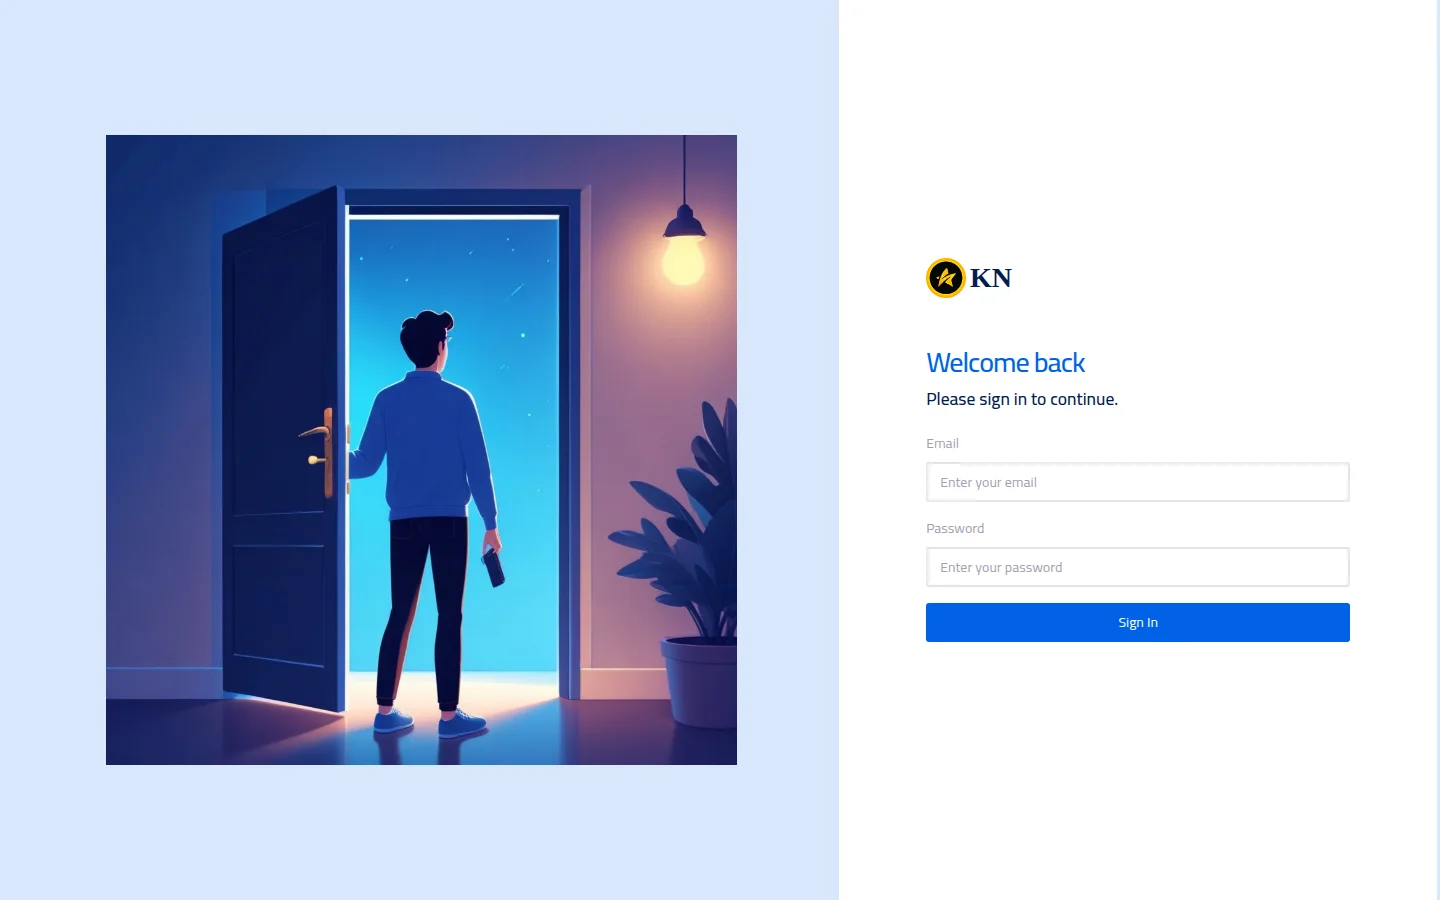 KN
Welcome back
Please sign in to continue.
Email
Enter your email
Password
Enter your password
Sign In